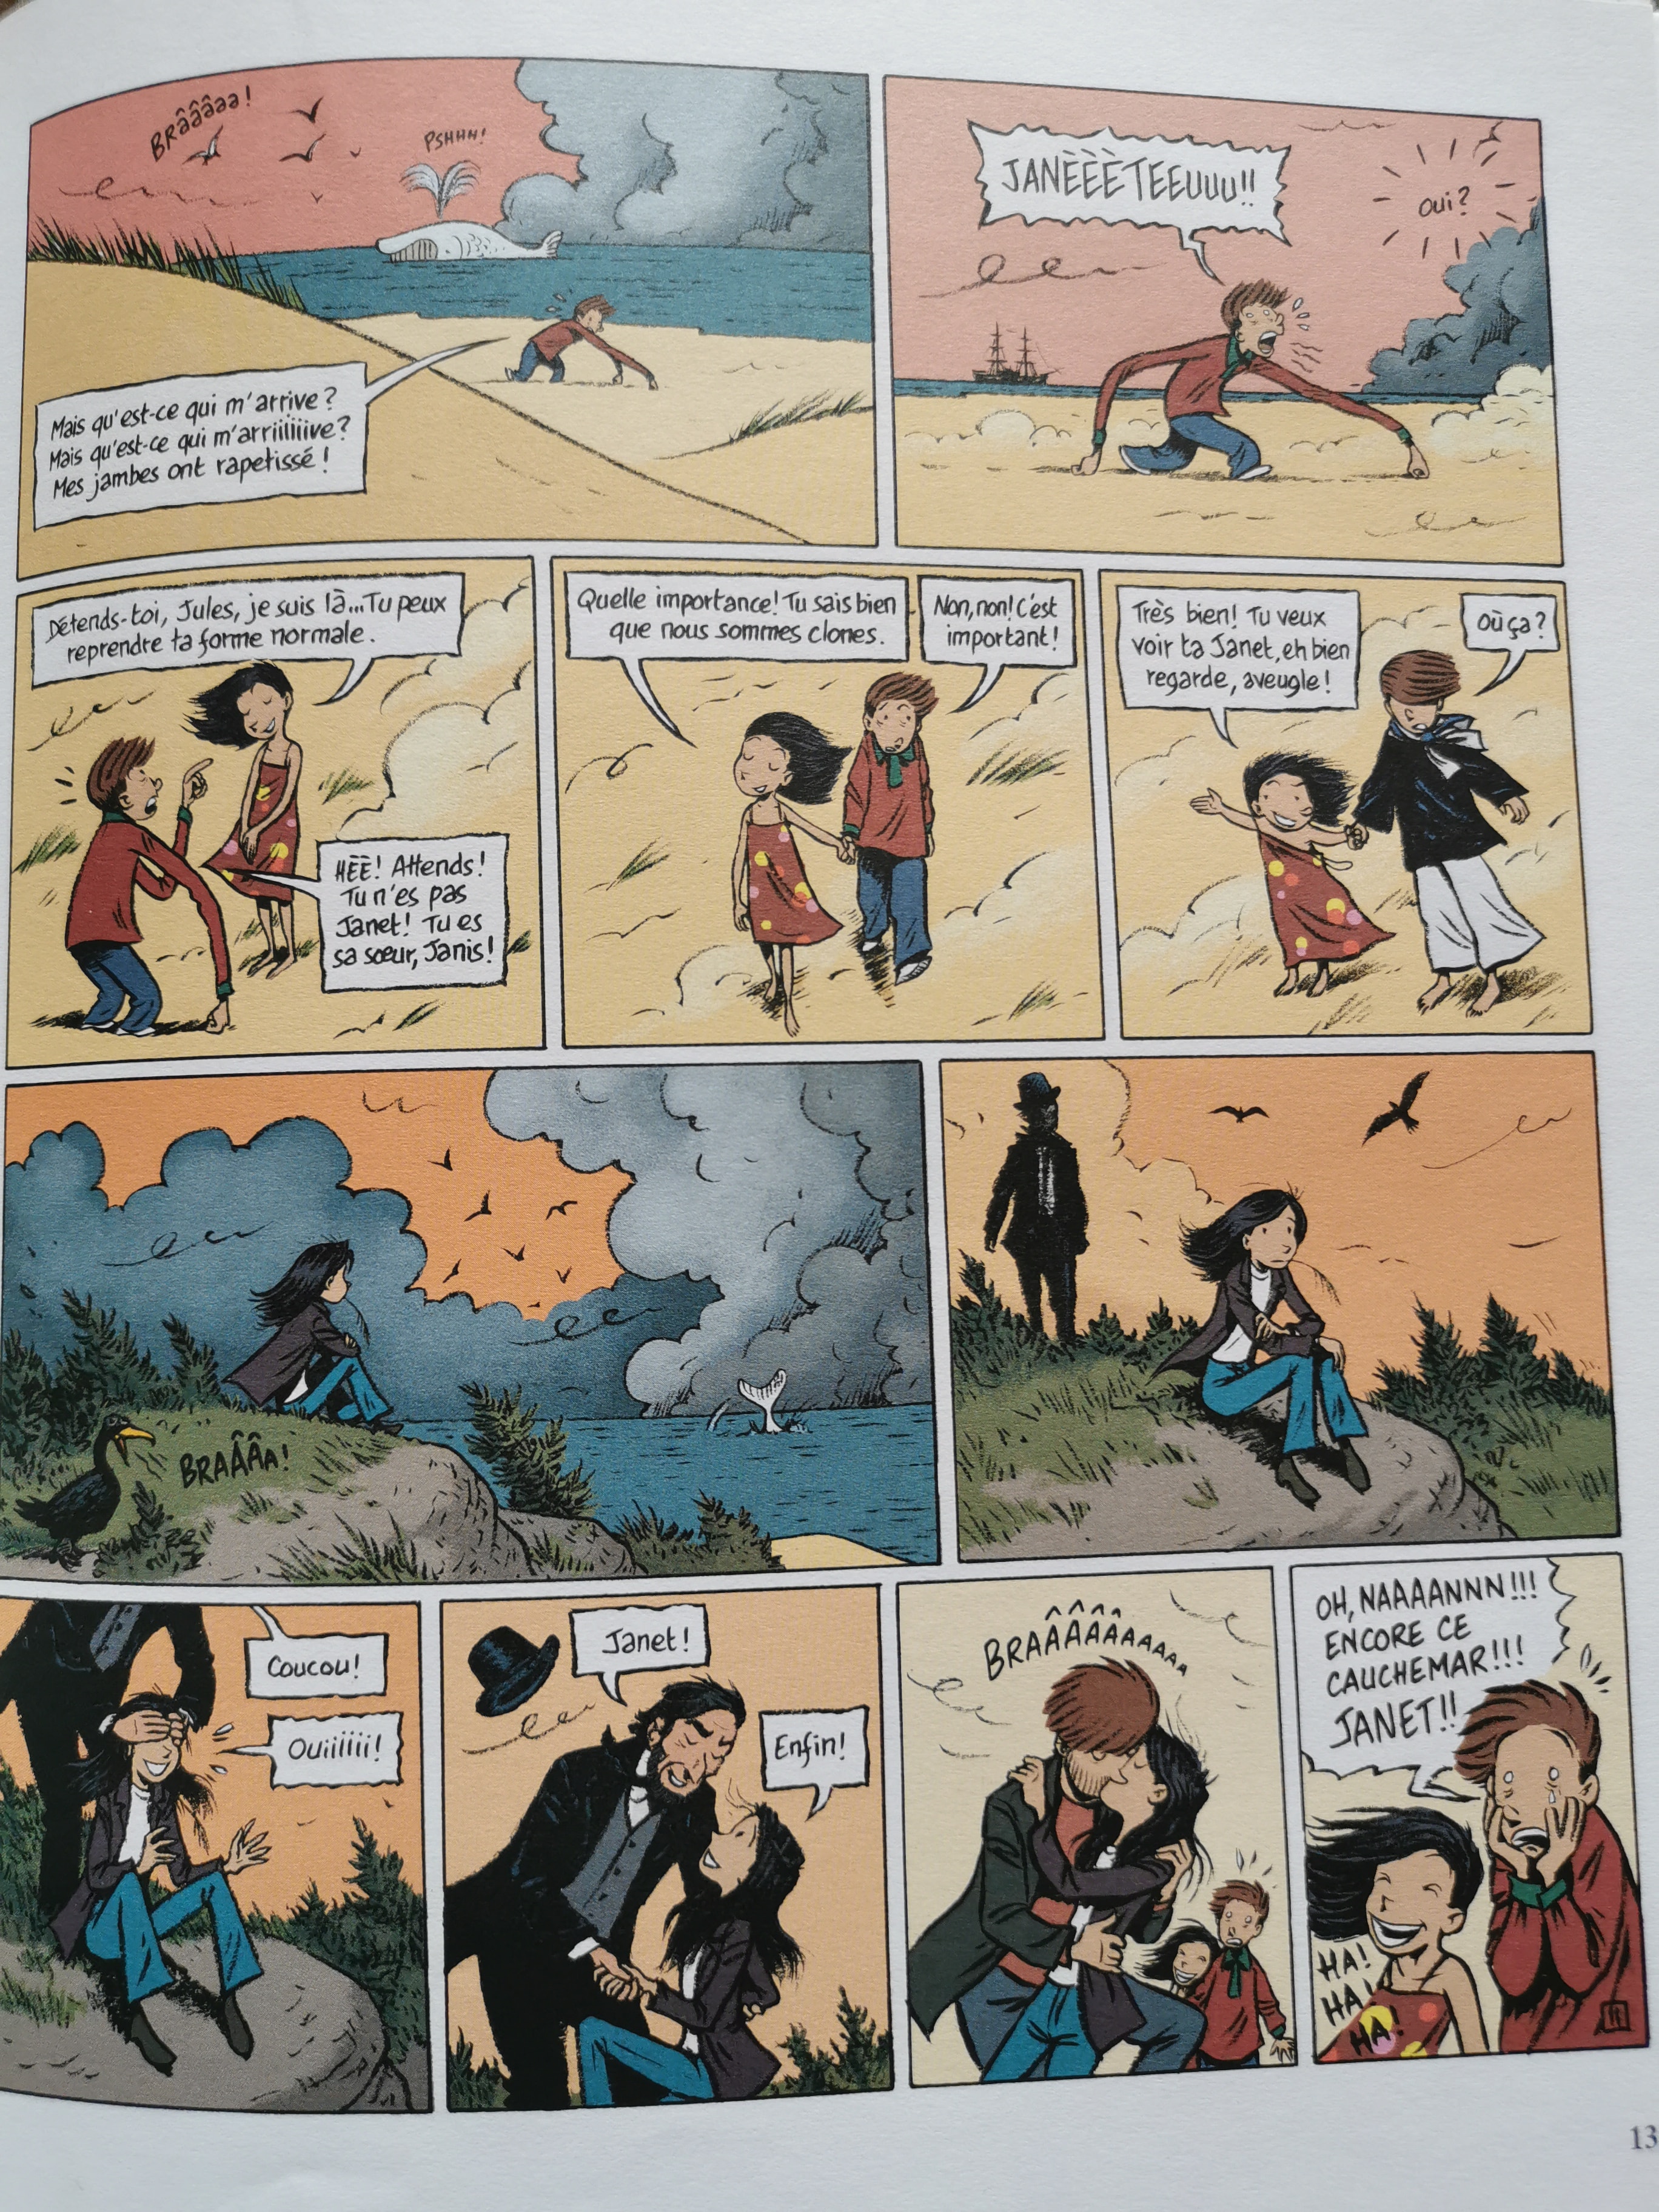 BRÂÂÂaa!
PSHHH!
Mais qu'est-ce qui m'arrive?
Mais qu'est-ce qui m'arriiiiiive?
Mes jambes ont rapetissé!
JANÈÈÈTEEUUU!!
oui?
Détends-toi, Jules, je suis là...Tu peux
reprendre ta forme normale.
HÉÉ! Attends!
Tu n'es pas
Janet! Tu es
sa sœur, Janis!
Quelle importance! Tu sais bien
que nous sommes clones.
Non, non! C'est
important!
Très bien! Tu veux
voir ta Janet, eh bien
regarde, aveugle!
Où ça?
BRAÂÂa!
Coucou!
Ouiiiiii!
Janet!
Enfin!
BRAÂÂÂÂAAAAA
OH, NAAAANNN!!!
ENCORE CE
CAUCHEMAR!!!
JANET!!
HA!
HA!
HA!
11
13